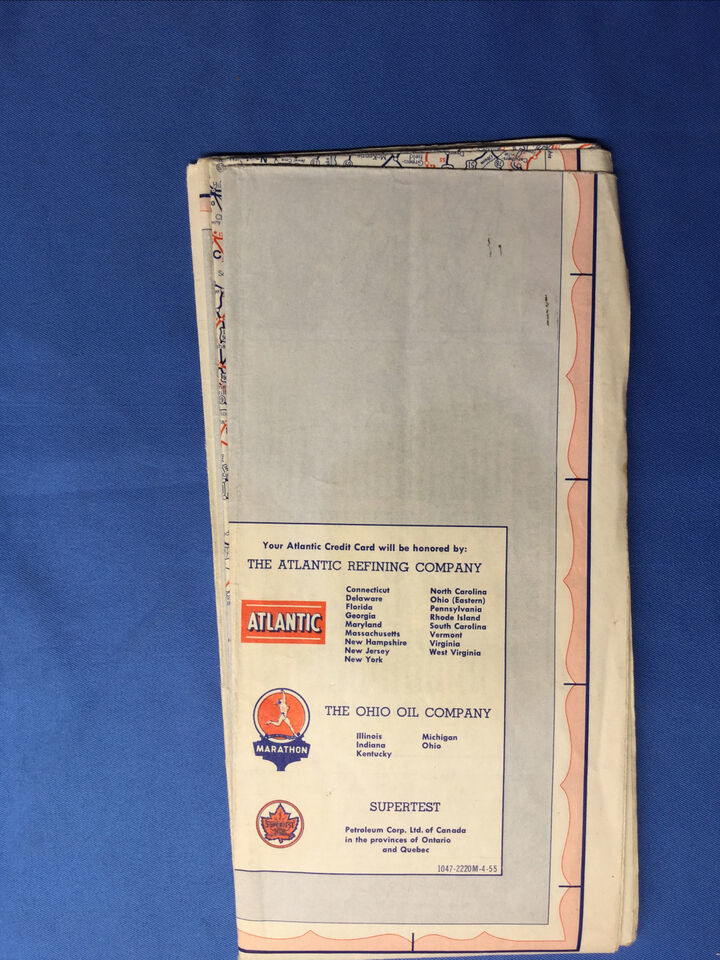 Your Atlantic Credit Card will be honored by:
THE ATLANTIC REFINING COMPANY
ATLANTIC
Connecticut
Delaware
Florida
Georgia
Maryland
Massachusetts
New Hampshire
New Jersey
New York
North Carolina
Ohio (Eastern)
Pennsylvania
Rhode Island
South Carolina
Vermont
Virginia
West Virginia
MARATHON
THE OHIO OIL COMPANY
Illinois
Indiana
Kentucky
Michigan
Ohio
SUPERTEST
SUPERTEST
Petroleum Corp. Ltd. of Canada
in the provinces of Ontario
and Quebec
1047-2220M-4-55